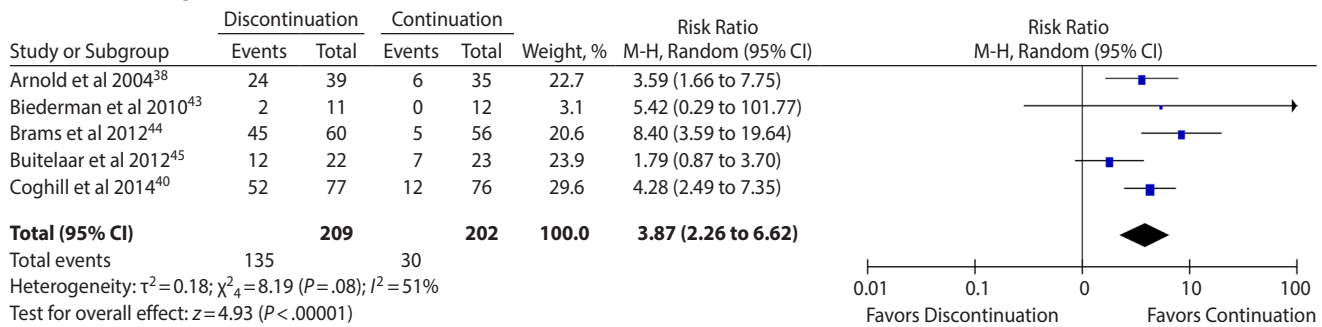 Discontinuation Continuation Risk Ratio Risk Ratio
Study or Subgroup Events Total Events Total Weight, % M-H, Random (95% CI) M-H, Random (95% CI)
Arnold et al 2004³⁸ 24 39 6 35 22.7 3.59 (1.66 to 7.75)
Biederman et al 2010⁴³ 2 11 0 12 3.1 5.42 (0.29 to 101.77)
Brams et al 2012⁴⁴ 45 60 5 56 20.6 8.40 (3.59 to 19.64)
Buitelaar et al 2012⁴⁵ 12 22 7 23 23.9 1.79 (0.87 to 3.70)
Coghill et al 2014⁴⁰ 52 77 12 76 29.6 4.28 (2.49 to 7.35)
Total (95% CI) 209 202 100.0 3.87 (2.26 to 6.62)
Total events 135 30
Heterogeneity: τ²=0.18; χ²₄=8.19 (P=.08); I²=51%
Test for overall effect: z=4.93 (P<.00001)
0.01 0.1 0 10 100
Favors Discontinuation Favors Continuation